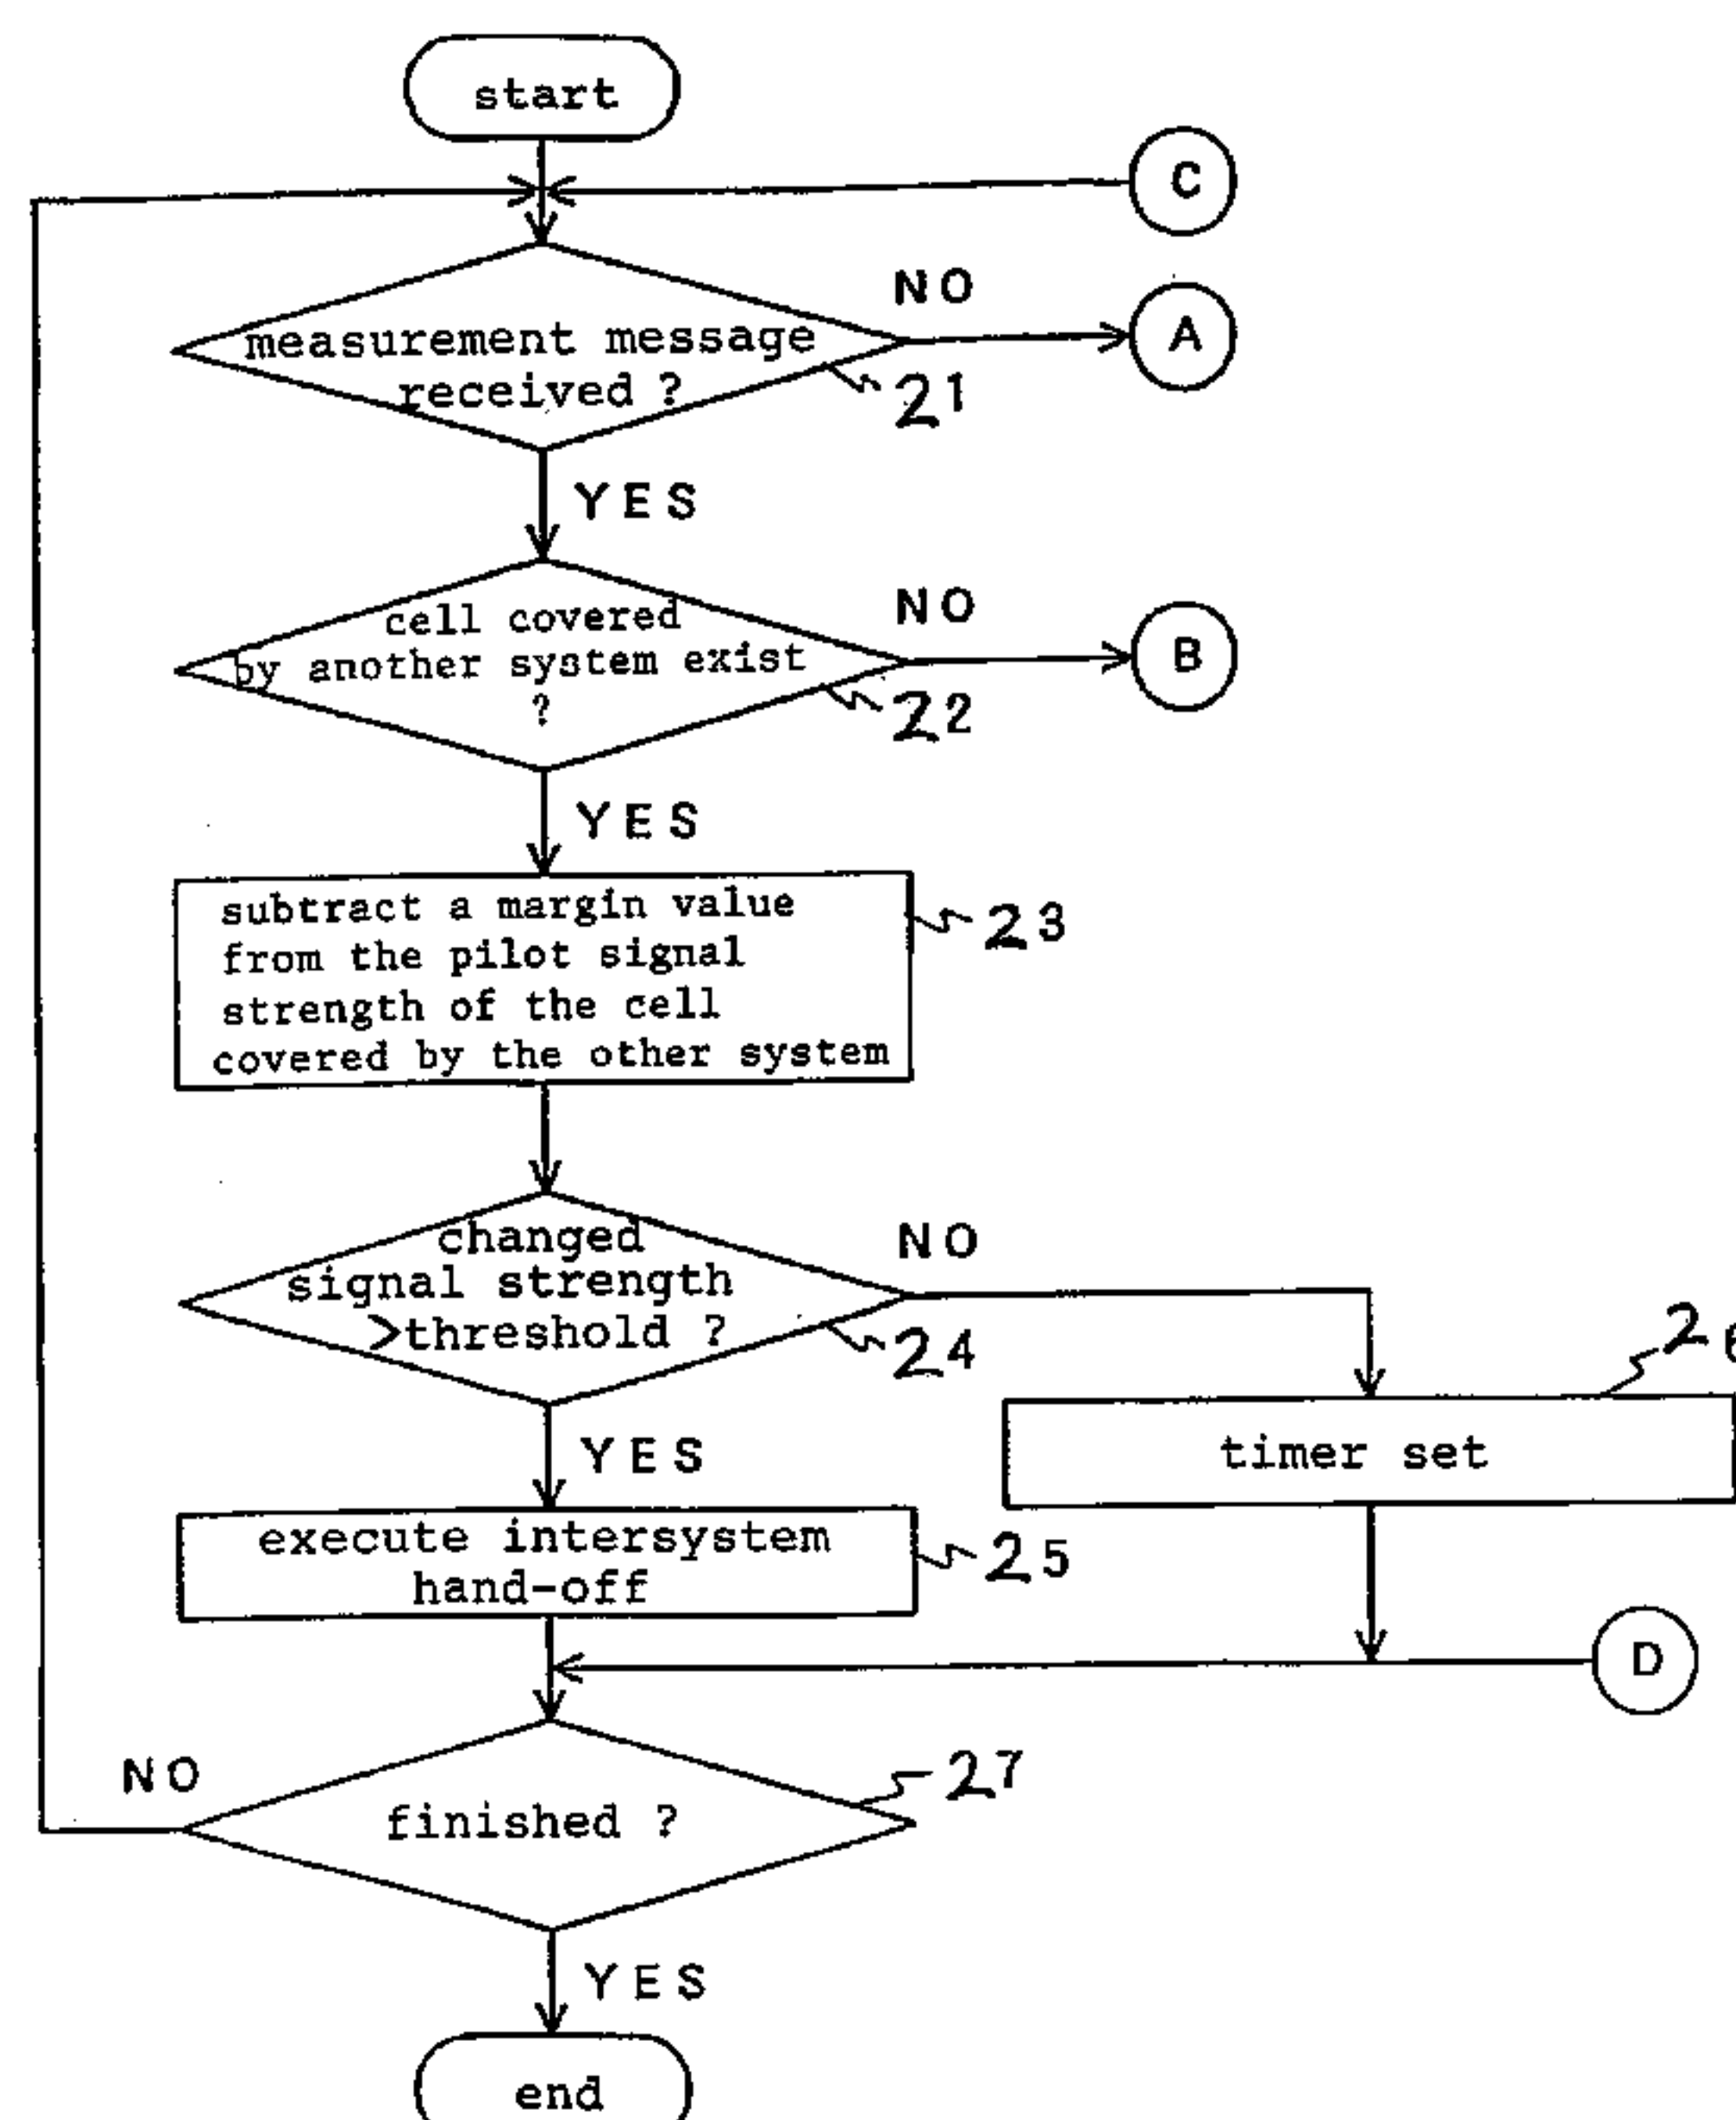 start
C
NO
measurement message
received ?
A
21
YES
cell covered
by another system exist
?
NO
B
22
YES
subtract a margin value
from the pilot signal
strength of the cell
covered by the other system
23
changed
signal strength
>threshold ?
NO
24
26
YES
timer set
execute intersystem
hand-off
25
D
NO
27
finished ?
YES
end